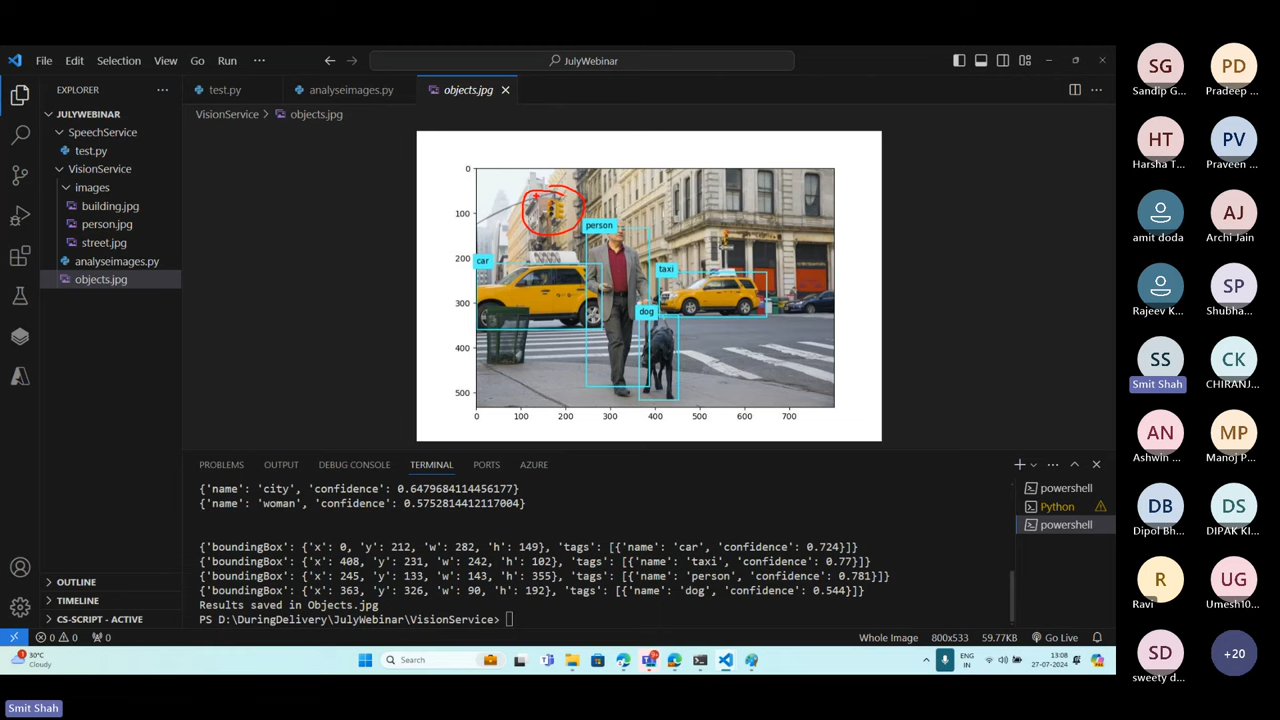 File Edit Selection View Go Run ··· JulyWebinar
EXPLORER ···
JULYWEBINAR
SpeechService
test.py
VisionService
images
building.jpg
person.jpg
street.jpg
analyseimages.py
objects.jpg
OUTLINE
TIMELINE
CS-SCRIPT - ACTIVE
test.py analyseimages.py objects.jpg
VisionService > objects.jpg
0
100
200
300
400
500
0 100 200 300 400 500 600 700
person
car
taxi
dog
PROBLEMS OUTPUT DEBUG CONSOLE TERMINAL PORTS AZURE
{'name': 'city', 'confidence': 0.6479684114456177}
{'name': 'woman', 'confidence': 0.5752814412117004}
{'boundingBox': {'x': 0, 'y': 212, 'w': 282, 'h': 149}, 'tags': [{'name': 'car', 'confidence': 0.724}]}
{'boundingBox': {'x': 408, 'y': 231, 'w': 242, 'h': 102}, 'tags': [{'name': 'taxi', 'confidence': 0.77}]}
{'boundingBox': {'x': 245, 'y': 133, 'w': 143, 'h': 355}, 'tags': [{'name': 'person', 'confidence': 0.781}]}
{'boundingBox': {'x': 363, 'y': 326, 'w': 90, 'h': 192}, 'tags': [{'name': 'dog', 'confidence': 0.544}]}
Results saved in Objects.jpg
PS D:\DuringDelivery\JulyWebinar\VisionService>
powershell
Python
powershell
0 0 0
Whole Image 800x533 59.77KB Go Live
30°C
Cloudy
Search
ENG
IN
13:08
27-07-2024
SG PD
Sandip G... Pradeep ...
HT PV
Harsha T... Praveen ...
AJ
amit doda Archi Jain
SP
Rajeev K... Shubha...
SS CK
Smit Shah CHIRANJ...
AN MP
Ashwin ... Manoj P...
DB DS
Dipol Bh... DIPAK KI...
R UG
Ravi Umesh10...
SD +20
sweety d...
Smit Shah